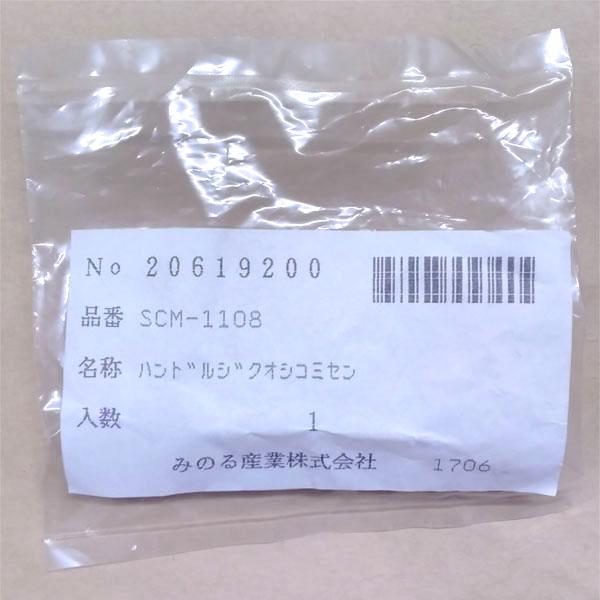 No 20619200
品番 SCM-1108
名称 ﾊﾝﾄﾞﾙｼﾞｸオシコミセン
入数 1
みのる産業株式会社 1706